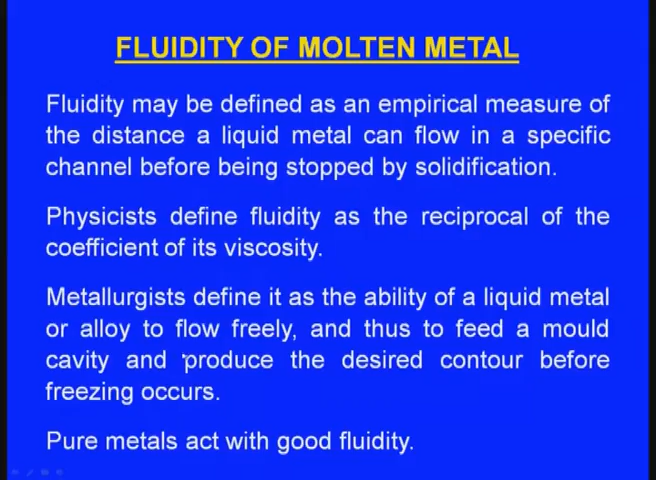 FLUIDITY OF MOLTEN METAL
Fluidity may be defined as an empirical measure of
the distance a liquid metal can flow in a specific
channel before being stopped by solidification.
Physicists define fluidity as the reciprocal of the
coefficient of its viscosity.
Metallurgists define it as the ability of a liquid metal
or alloy to flow freely, and thus to feed a mould
cavity and produce the desired contour before
freezing occurs.
Pure metals act with good fluidity.